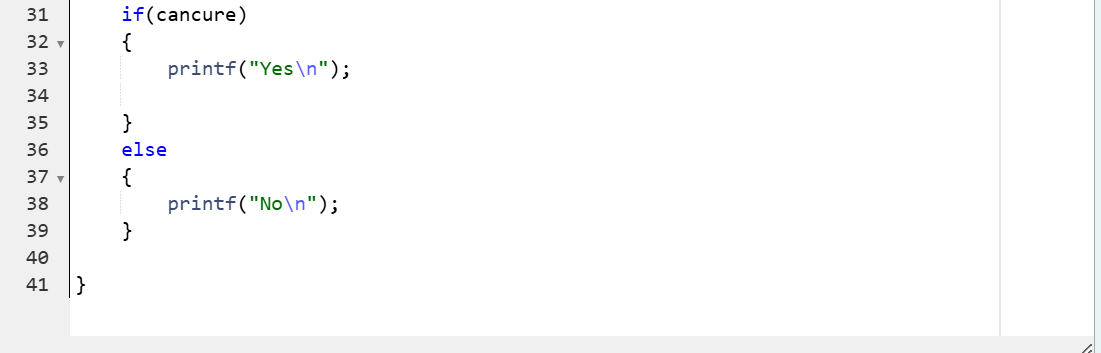 31 if(cancure)
32 {
33 printf("Yes\n");
34
35 }
36 else
37 {
38 printf("No\n");
39 }
40
41 }